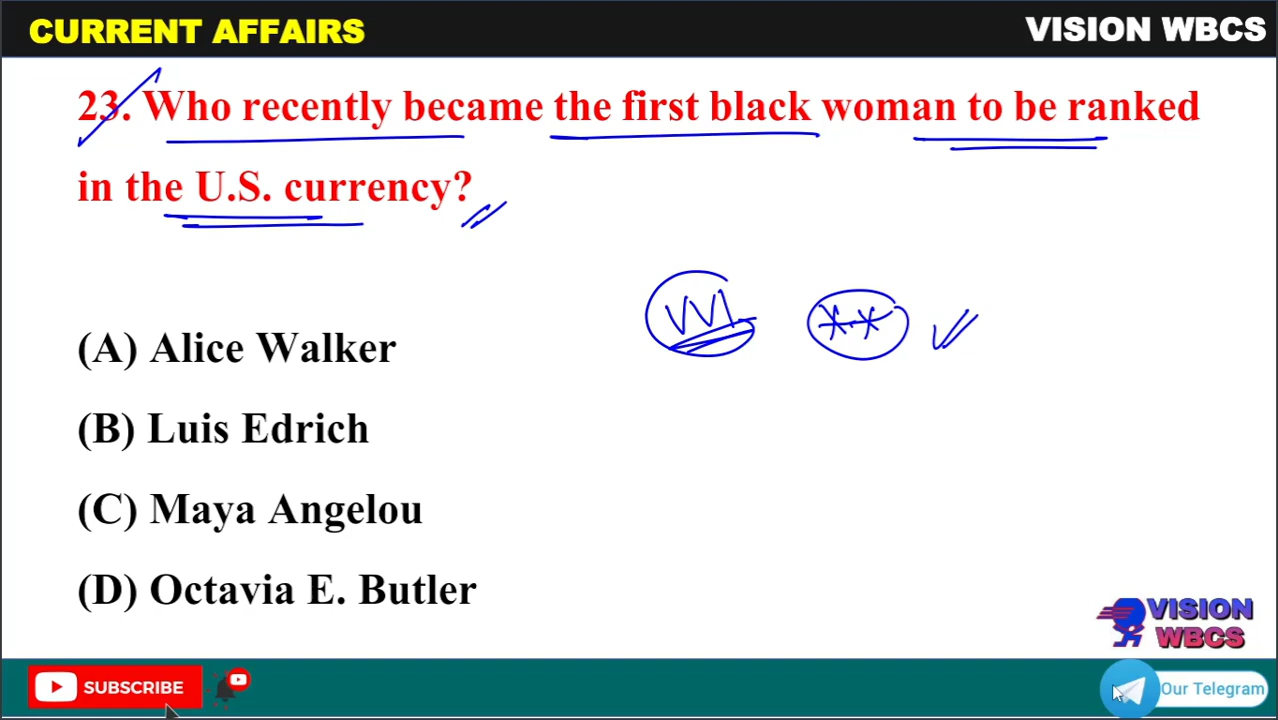 CURRENT AFFAIRS
VISION WBCS
23. Who recently became the first black woman to be ranked
in the U.S. currency?
VVI
(A) Alice Walker
(B) Luis Edrich
(C) Maya Angelou
(D) Octavia E. Butler
VISION
WBCS
SUBSCRIBE
Our Telegram